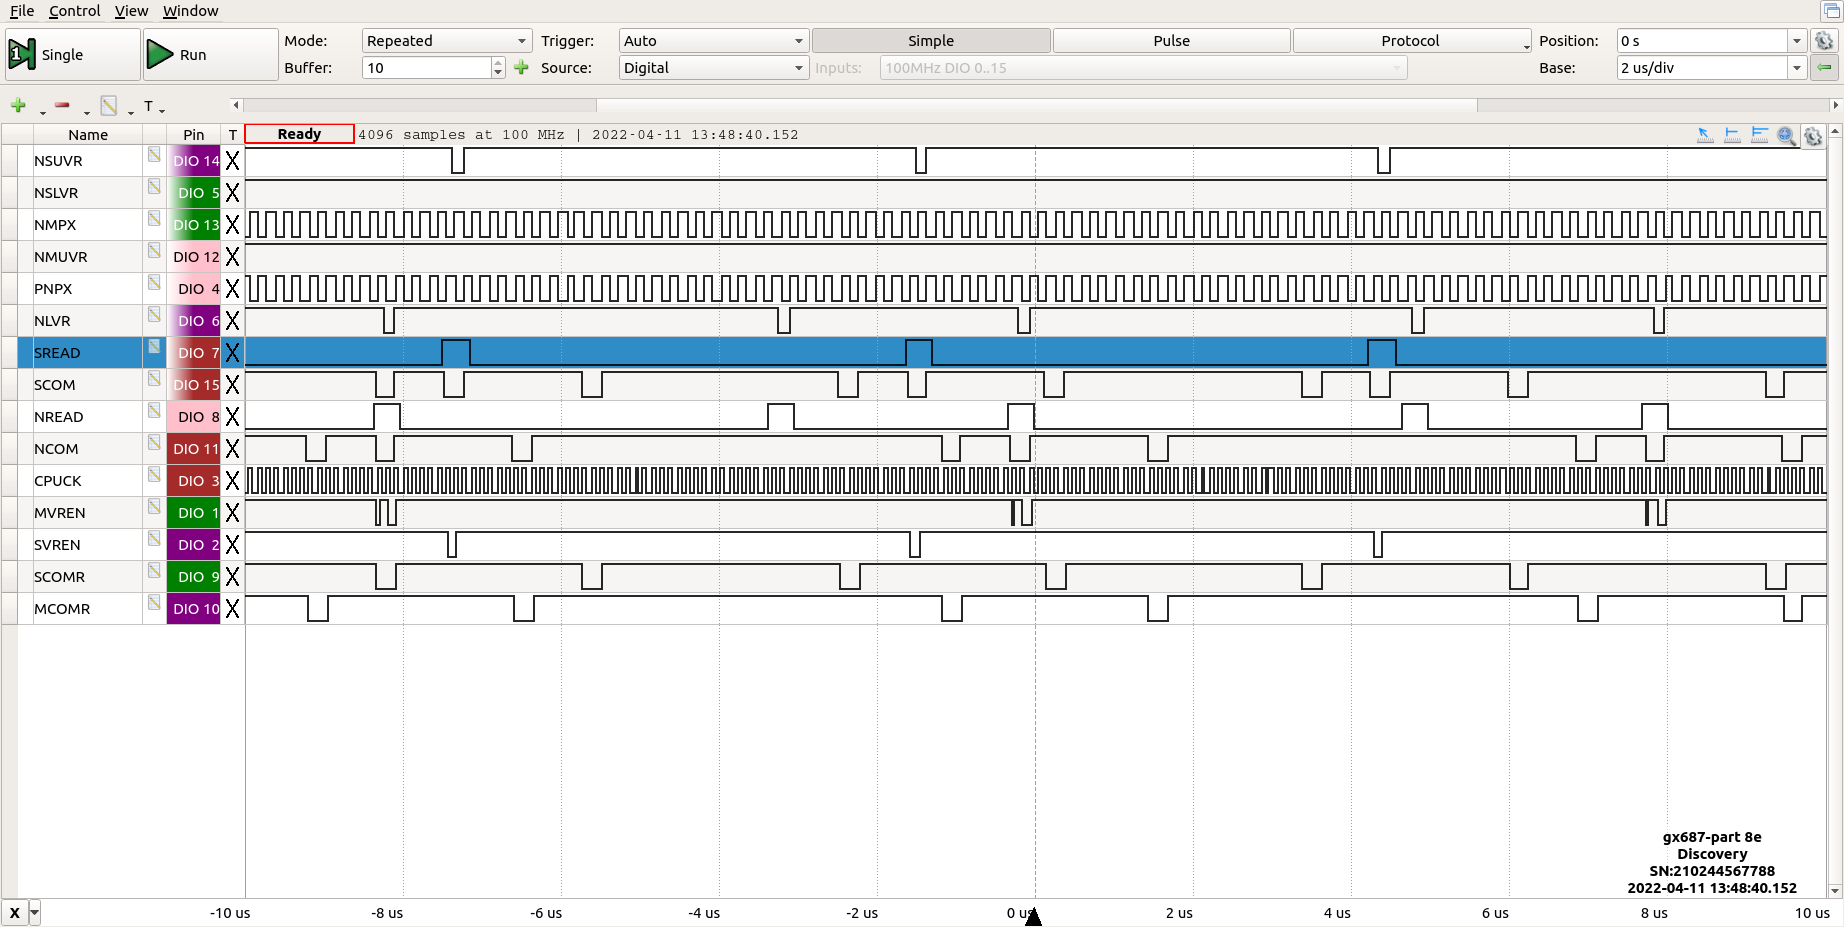 File Control View Window
Single Run Mode: Repeated Trigger: Auto Simple Pulse Protocol Position: 0 s
Buffer: 10 Source: Digital Inputs: 100MHz DIO 0..15 Base: 2 us/div
T
Name Pin T Ready 4096 samples at 100 MHz | 2022-04-11 13:48:40.152
NSUVR DIO 14 X
NSLVR DIO 5 X
NMPX DIO 13 X
NMUVR DIO 12 X
PNPX DIO 4 X
NLVR DIO 6 X
SREAD DIO 7 X
SCOM DIO 15 X
NREAD DIO 8 X
NCOM DIO 11 X
CPUCK DIO 3 X
MVREN DIO 1 X
SVREN DIO 2 X
SCOMR DIO 9 X
MCOMR DIO 10 X
gx687-part 8e
Discovery
SN:210244567788
2022-04-11 13:48:40.152
X -10 us -8 us -6 us -4 us -2 us 0 us 2 us 4 us 6 us 8 us 10 us